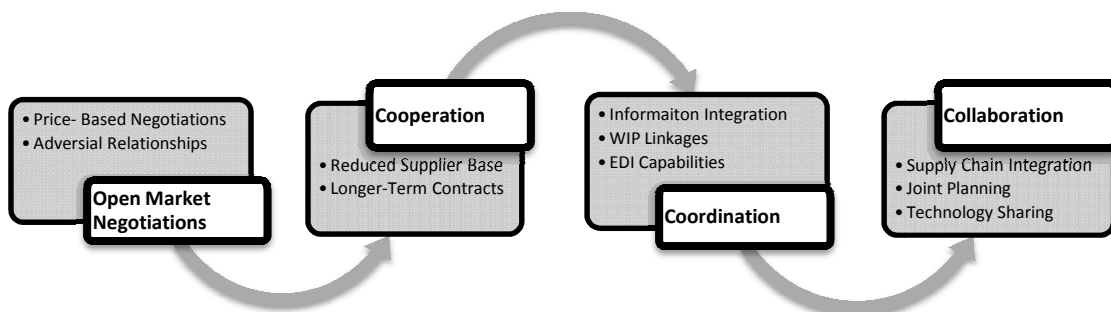 • Price- Based Negotiations
• Adversial Relationships
Open Market
Negotiations
Cooperation
• Reduced Supplier Base
• Longer-Term Contracts
• Informaiton Integration
• WIP Linkages
• EDI Capabilities
Coordination
Collaboration
• Supply Chain Integration
• Joint Planning
• Technology Sharing